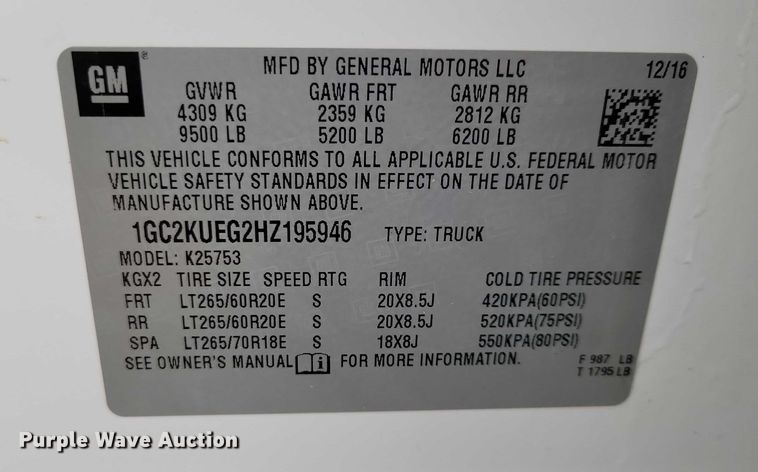 GM® MFD BY GENERAL MOTORS LLC 12/16
GVWR GAWR FRT GAWR RR
4309 KG 2359 KG 2812 KG
9500 LB 5200 LB 6200 LB
THIS VEHICLE CONFORMS TO ALL APPLICABLE U.S. FEDERAL MOTOR
VEHICLE SAFETY STANDARDS IN EFFECT ON THE DATE OF
MANUFACTURE SHOWN ABOVE.
1GC2KUEG2HZ195946 TYPE: TRUCK
MODEL: K25753
KGX2 TIRE SIZE SPEED RTG RIM COLD TIRE PRESSURE
FRT LT265/60R20E S 20X8.5J 420KPA(60PSI)
RR LT265/60R20E S 20X8.5J 520KPA(75PSI)
SPA LT265/70R18E S 18X8J 550KPA(80PSI)
SEE OWNER'S MANUAL i FOR MORE INFORMATION. F 987 LB
T 1795 LB
Purple Wave Auction